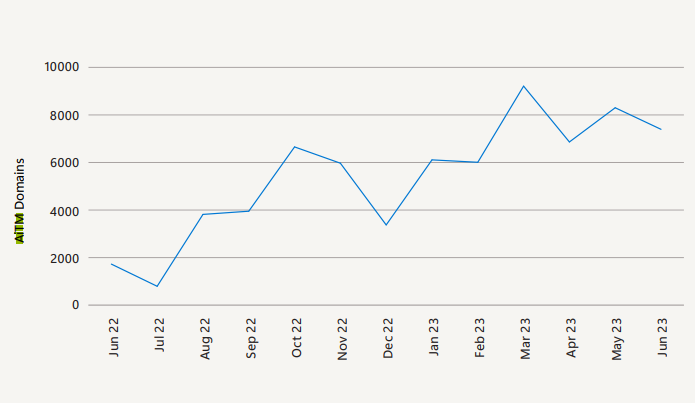 10000
8000
6000
4000
2000
0
AiTM Domains
Jun 22
Jul 22
Aug 22
Sep 22
Oct 22
Nov 22
Dec 22
Jan 23
Feb 23
Mar 23
Apr 23
May 23
Jun 23